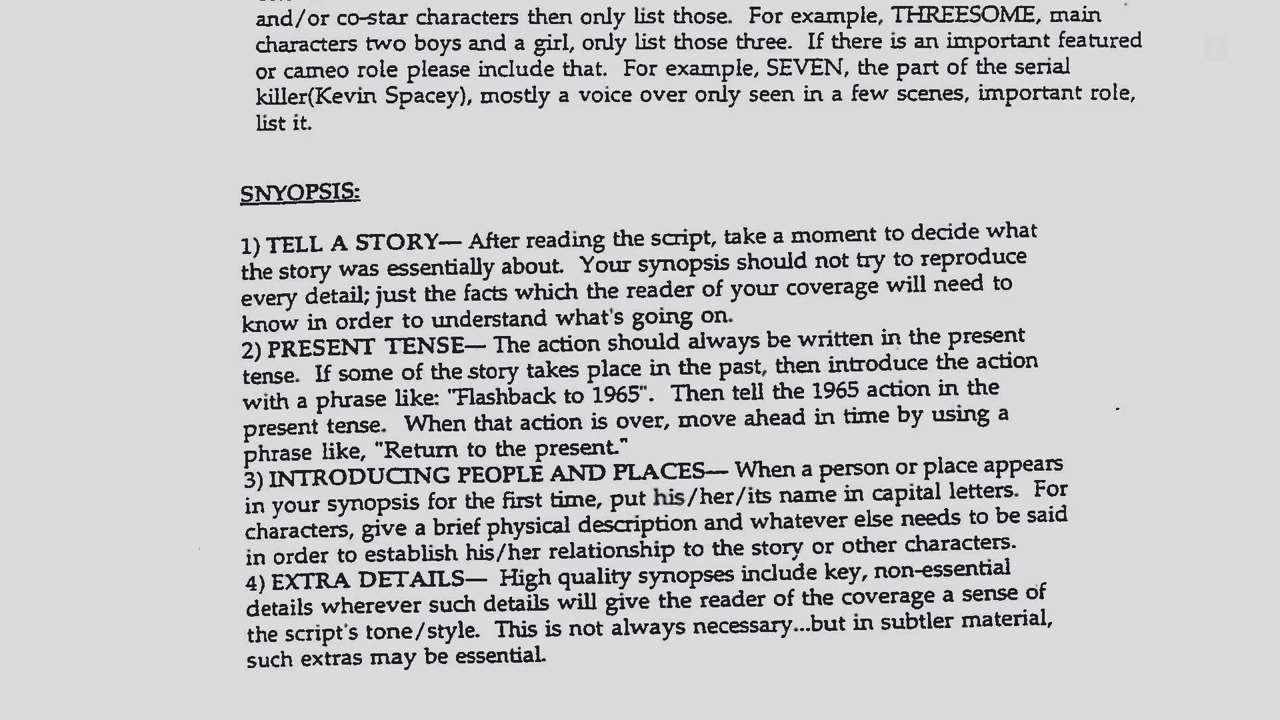 and/or co-star characters then only list those.  For example, THREESOME, main
characters two boys and a girl, only list those three.  If there is an important featured
or cameo role please include that.  For example, SEVEN, the part of the serial
killer(Kevin Spacey), mostly a voice over only seen in a few scenes, important role,
list it.
SNYOPSIS:
1) TELL A STORY— After reading the script, take a moment to decide what
the story was essentially about.  Your synopsis should not try to reproduce
every detail; just the facts which the reader of your coverage will need to
know in order to understand what's going on.
2) PRESENT TENSE— The action should always be written in the present
tense.  If some of the story takes place in the past, then introduce the action
with a phrase like: "Flashback to 1965".  Then tell the 1965 action in the
present tense.  When that action is over, move ahead in time by using a
phrase like, "Return to the present."
3) INTRODUCING PEOPLE AND PLACES— When a person or place appears
in your synopsis for the first time, put his/her/its name in capital letters.  For
characters, give a brief physical description and whatever else needs to be said
in order to establish his/her relationship to the story or other characters.
4) EXTRA DETAILS—  High quality synopses include key, non-essential
details wherever such details will give the reader of the coverage a sense of
the script's tone/style.  This is not always necessary...but in subtler material,
such extras may be essential.